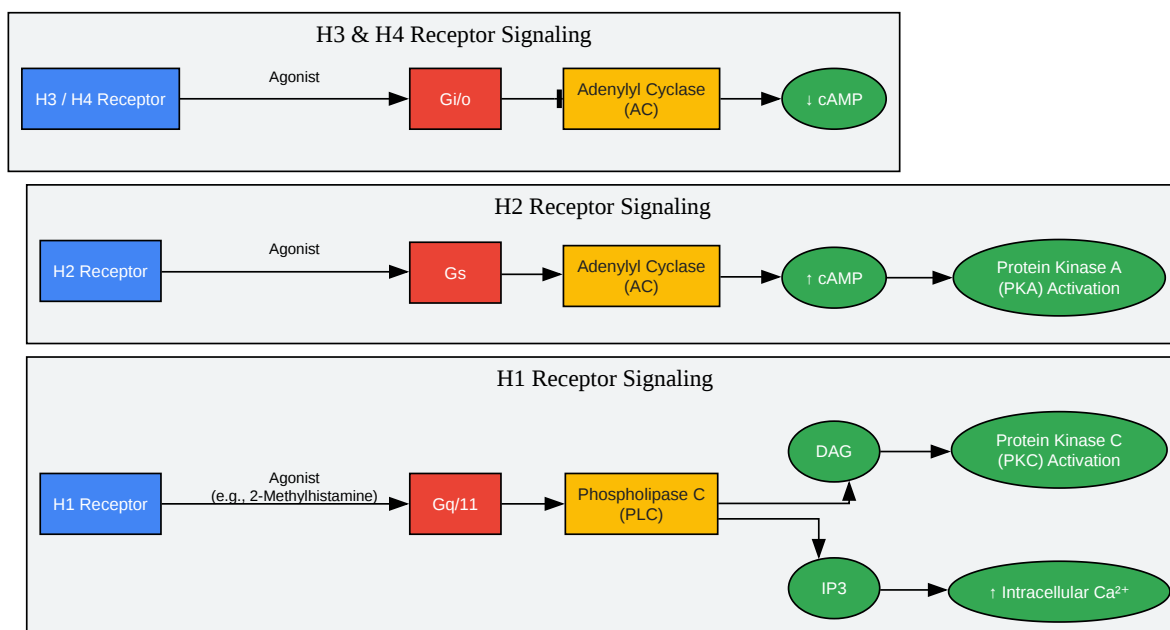 H3 & H4 Receptor Signaling
H3 / H4 Receptor
Agonist
Gi/o
Adenylyl Cyclase
(AC)
↓ cAMP
H2 Receptor Signaling
H2 Receptor
Agonist
Gs
Adenylyl Cyclase
(AC)
↑ cAMP
Protein Kinase A
(PKA) Activation
H1 Receptor Signaling
H1 Receptor
Agonist
(e.g., 2-Methylhistamine)
Gq/11
Phospholipase C
(PLC)
DAG
Protein Kinase C
(PKC) Activation
IP3
↑ Intracellular Ca²⁺